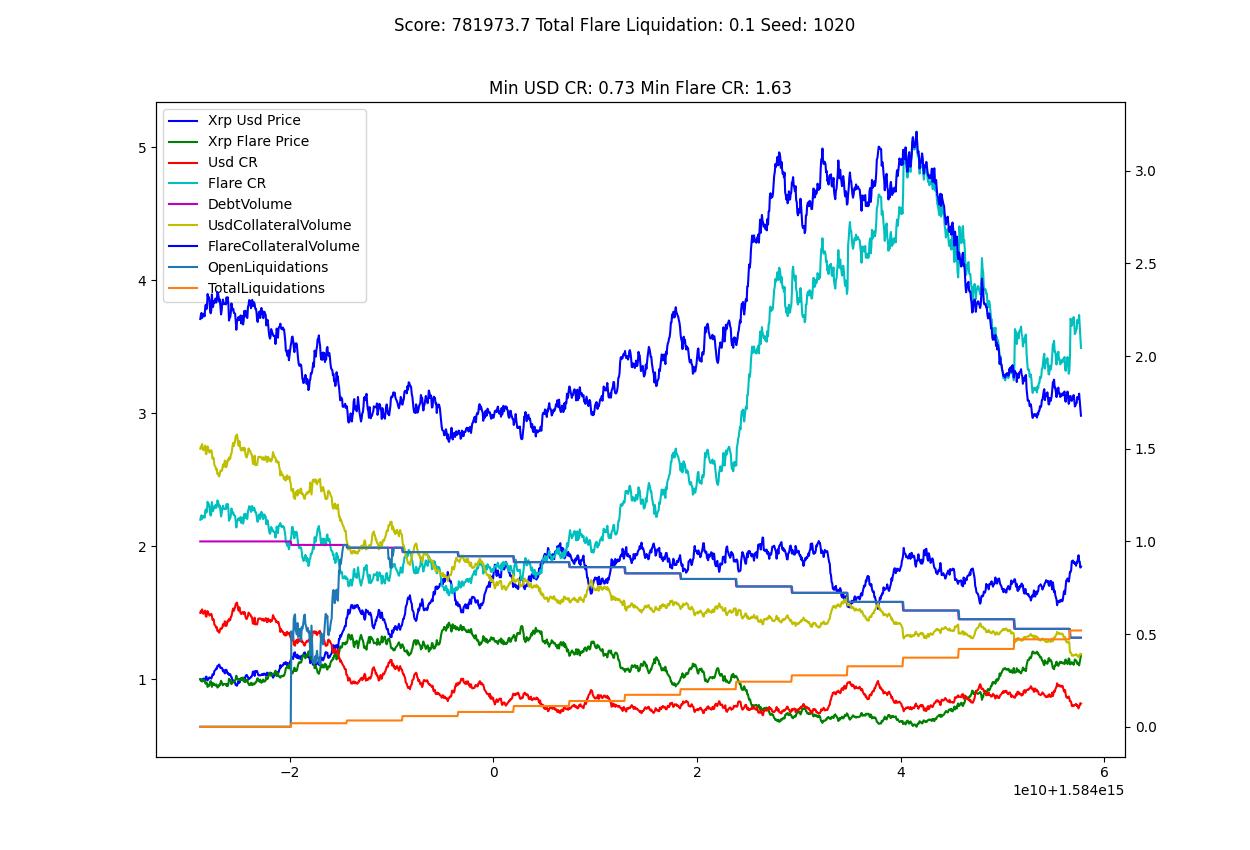 Score: 781973.7 Total Flare Liquidation: 0.1 Seed: 1020
Min USD CR: 0.73 Min Flare CR: 1.63
Xrp Usd Price
Xrp Flare Price
Usd CR
Flare CR
DebtVolume
UsdCollateralVolume
FlareCollateralVolume
OpenLiquidations
TotalLiquidations
5
4
3
2
1
3.0
2.5
2.0
1.5
1.0
0.5
0.0
−2 0 2 4 6
1e10+1.584e15